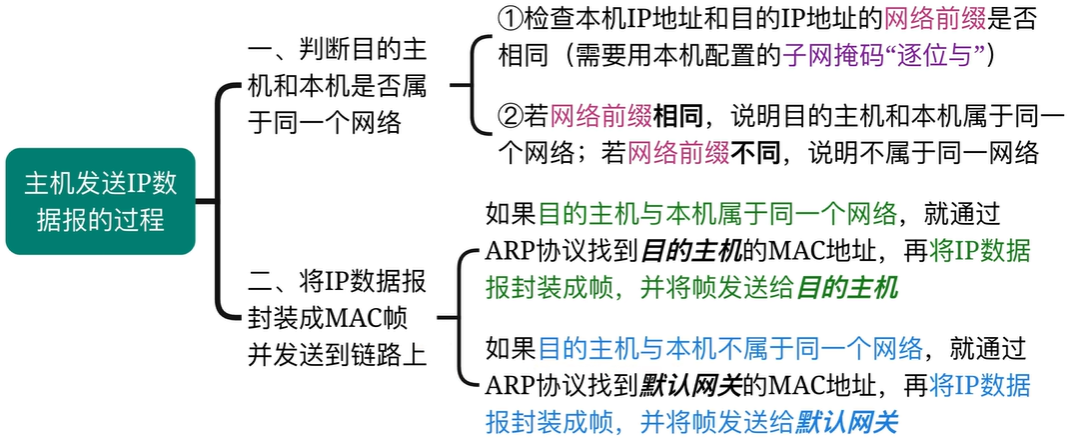 主机发送IP数
据报的过程
一、判断目的主
机和本机是否属
于同一个网络
①检查本机IP地址和目的IP地址的网络前缀是否
相同（需要用本机配置的子网掩码“逐位与”）
②若网络前缀相同，说明目的主机和本机属于同一
个网络；若网络前缀不同，说明不属于同一网络
二、将IP数据报
封装成MAC帧
并发送到链路上
如果目的主机与本机属于同一个网络，就通过
ARP协议找到目的主机的MAC地址，再将IP数据
报封装成帧，并将帧发送给目的主机
如果目的主机与本机不属于同一个网络，就通过
ARP协议找到默认网关的MAC地址，再将IP数据
报封装成帧，并将帧发送给默认网关